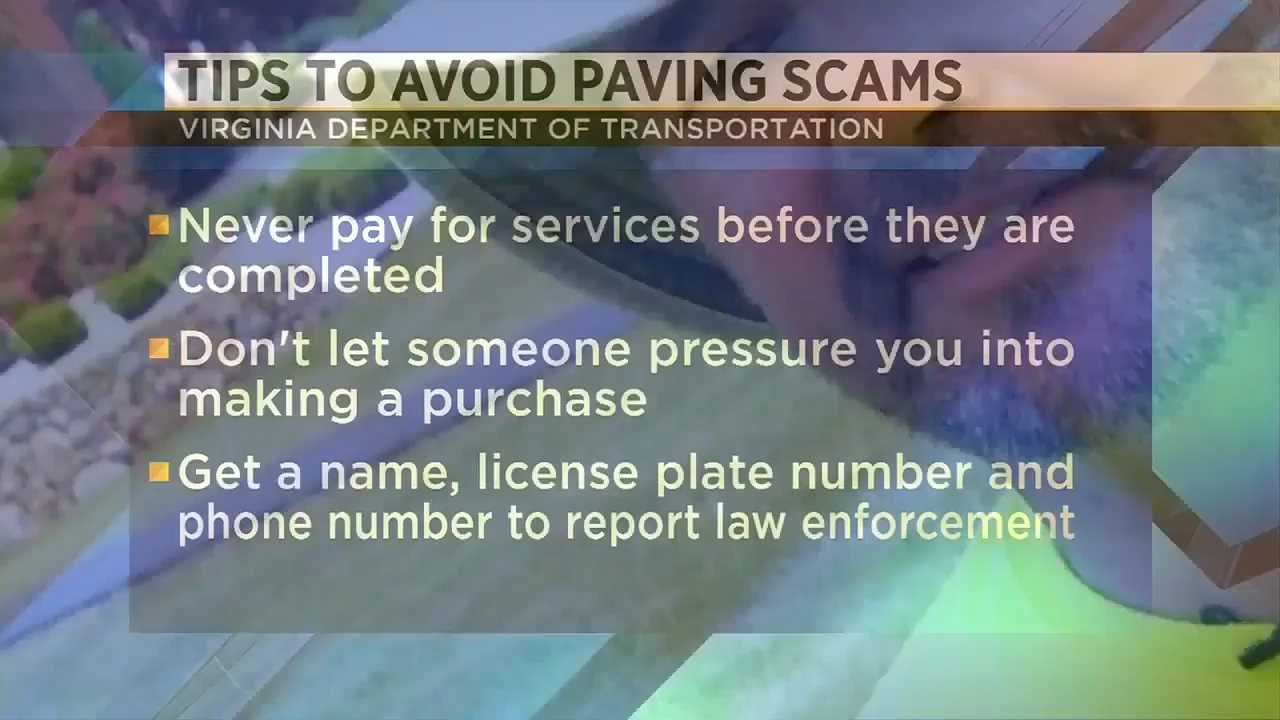 TIPS TO AVOID PAVING SCAMS
VIRGINIA DEPARTMENT OF TRANSPORTATION
Never pay for services before they are
completed
Don't let someone pressure you into
making a purchase
Get a name, license plate number and
phone number to report law enforcement